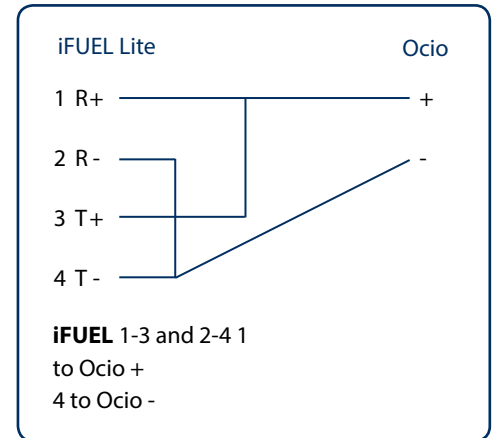 iFUEL Lite Ocio
1 R+ +
2 R - -
3 T+
4 T -
iFUEL 1-3 and 2-4 1
to Ocio +
4 to Ocio -